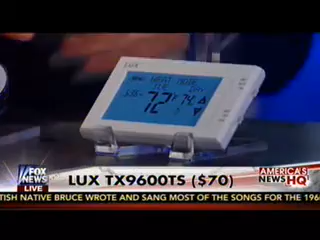 LUX
72
FOX
NEWS
LIVE
LUX TX9600TS ($70)
AMERICA'S
NEWS HQ
TISH NATIVE BRUCE WROTE AND SANG MOST OF THE SONGS FOR THE 196